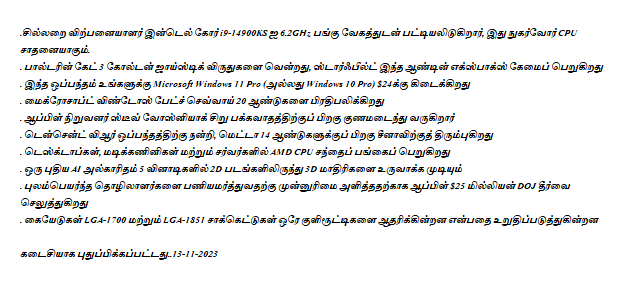 .சில்லறை விற்பனையாளர் இன்டெல் கோர் i9-14900KS ஐ 6.2GHz பங்கு வேகத்துடன் பட்டியலிடுகிறார், இது நுகர்வோர் CPU
சாதனையாகும்.
. பால்டரின் கேட் 3 கோல்டன் ஜாய்ஸ்டிக் விருதுகளை வென்றது, ஸ்டார்ஃபீல்ட் இந்த ஆண்டின் எக்ஸ்பாக்ஸ் கேமைப் பெறுகிறது
. இந்த ஒப்பந்தம் உங்களுக்கு Microsoft Windows 11 Pro (அல்லது Windows 10 Pro) $24க்கு கிடைக்கிறது
. மைக்ரோசாப்ட் விண்டோஸ் பேட்ச் செவ்வாய் 20 ஆண்டுகளை பிரதிபலிக்கிறது
. ஆப்பிள் நிறுவனர் ஸ்டீவ் வோஸ்னியாக் சிறு பக்கவாதத்திற்குப் பிறகு குணமடைந்து வருகிறார்
. டென்சென்ட் விஆர் ஒப்பந்தத்திற்கு நன்றி, மெட்டா 14 ஆண்டுகளுக்குப் பிறகு சீனாவிற்குத் திரும்புகிறது
. டெஸ்க்டாப்கள், மடிக்கணினிகள் மற்றும் சர்வர்களில் AMD CPU சந்தைப் பங்கைப் பெறுகிறது
. ஒரு புதிய AI அல்காரிதம் 5 வினாடிகளில் 2D படங்களிலிருந்து 3D மாதிரிகளை உருவாக்க முடியும்
. புலம்பெயர்ந்த தொழிலாளர்களை பணியமர்த்துவதற்கு முன்னுரிமை அளித்ததற்காக ஆப்பிள் $25 மில்லியன் DOJ தீர்வை
செலுத்துகிறது
. கையேடுகள் LGA-1700 மற்றும் LGA-1851 சாக்கெட்டுகள் ஒரே குளிரூட்டிகளை ஆதரிக்கின்றன என்பதை உறுதிப்படுத்துகின்றன
கடைசியாக புதுப்பிக்கப்பட்டது..13-11-2023